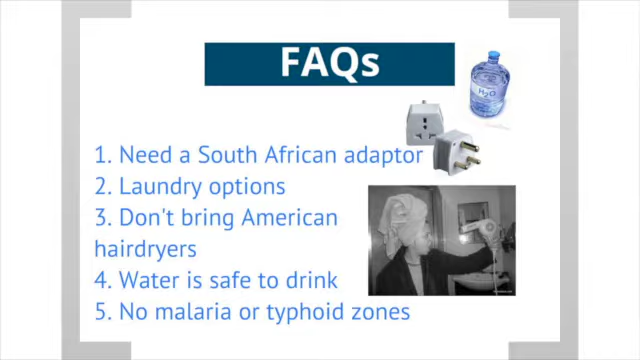 FAQs
H2O
1. Need a South African adaptor
2. Laundry options
3. Don't bring American
hairdryers
4. Water is safe to drink
5. No malaria or typhoid zones